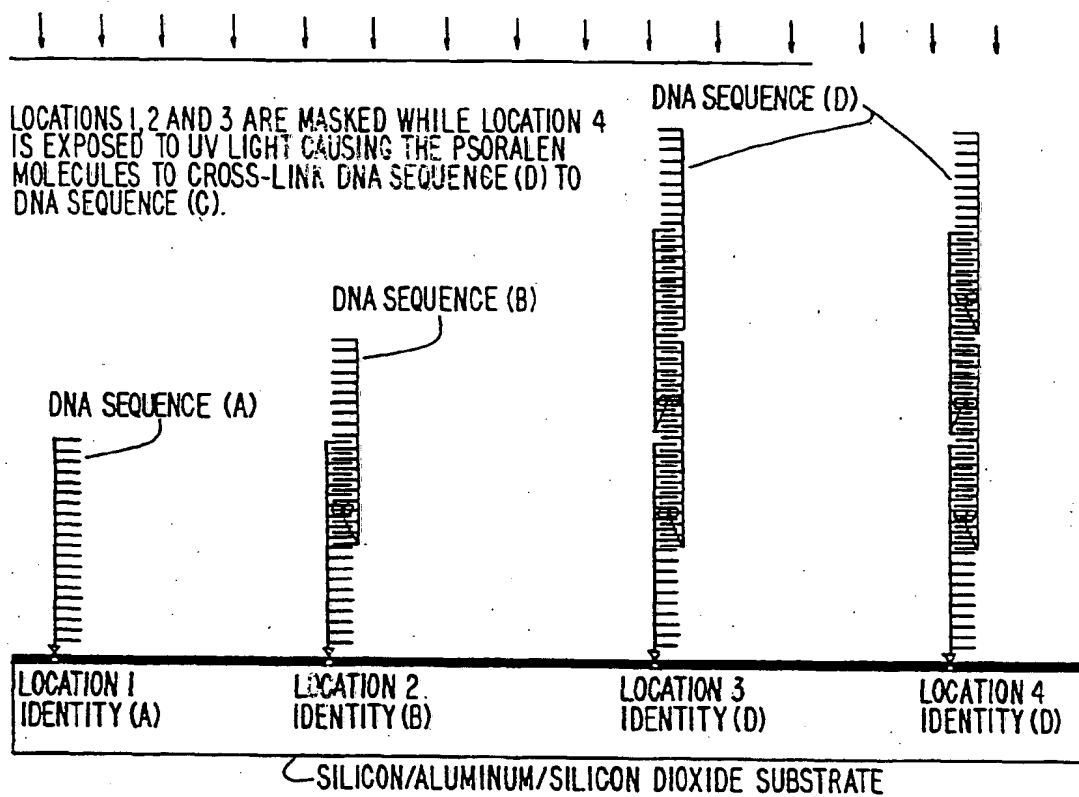 LOCATIONS 1, 2 AND 3 ARE MASKED WHILE LOCATION 4
IS EXPOSED TO UV LIGHT CAUSING THE PSORALEN
MOLECULES TO CROSS-LINK DNA SEQUENCE (D) TO
DNA SEQUENCE (C).
DNA SEQUENCE (D)
DNA SEQUENCE (B)
DNA SEQUENCE (A)
LOCATION 1
IDENTITY (A)
LOCATION 2.
IDENTITY (B)
LOCATION 3
IDENTITY (D)
LOCATION 4
IDENTITY (D)
SILICON/ALUMINUM/SILICON DIOXIDE SUBSTRATE